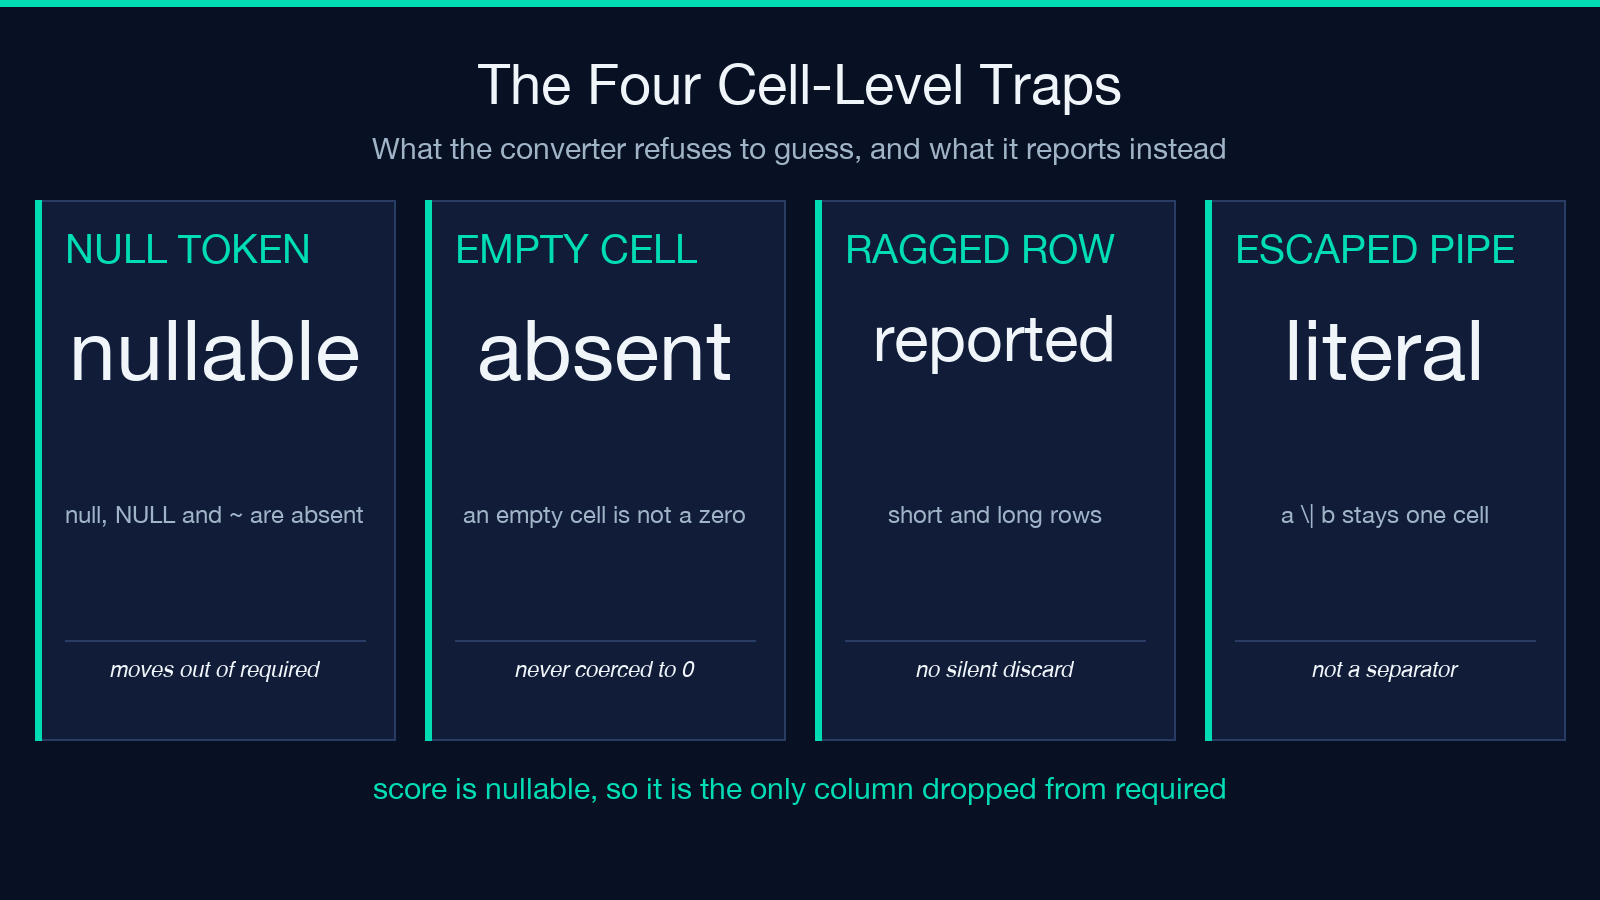 The Four Cell-Level Traps
What the converter refuses to guess, and what it reports instead
NULL TOKEN
nullable
null, NULL and ~ are absent
moves out of required
EMPTY CELL
absent
an empty cell is not a zero
never coerced to 0
RAGGED ROW
reported
short and long rows
no silent discard
ESCAPED PIPE
literal
a \| b stays one cell
not a separator
score is nullable, so it is the only column dropped from required